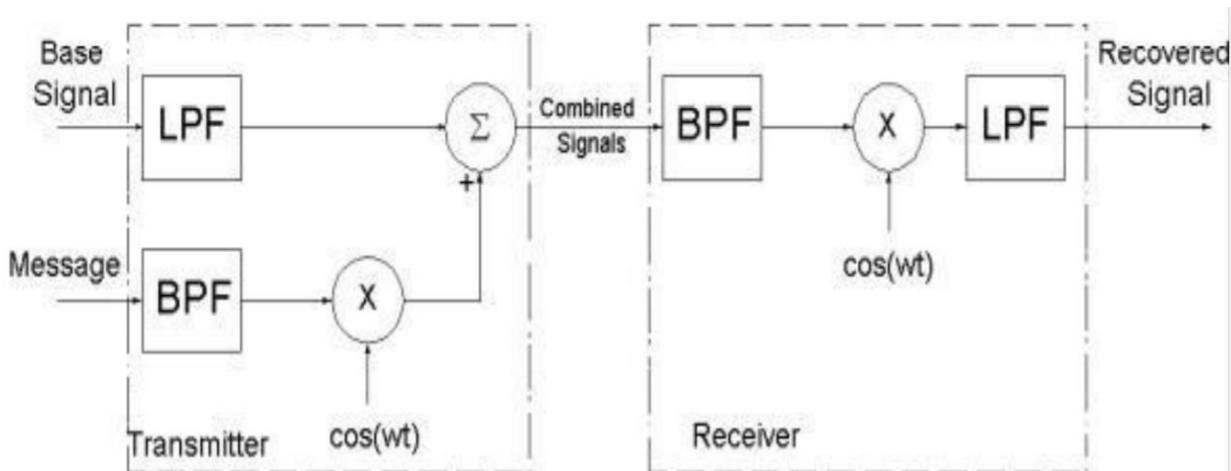 Base
Signal
LPF
Σ
+
Combined
Signals
BPF
X
LPF
Recovered
Signal
cos(wt)
Message
BPF
X
cos(wt)
Transmitter
Receiver